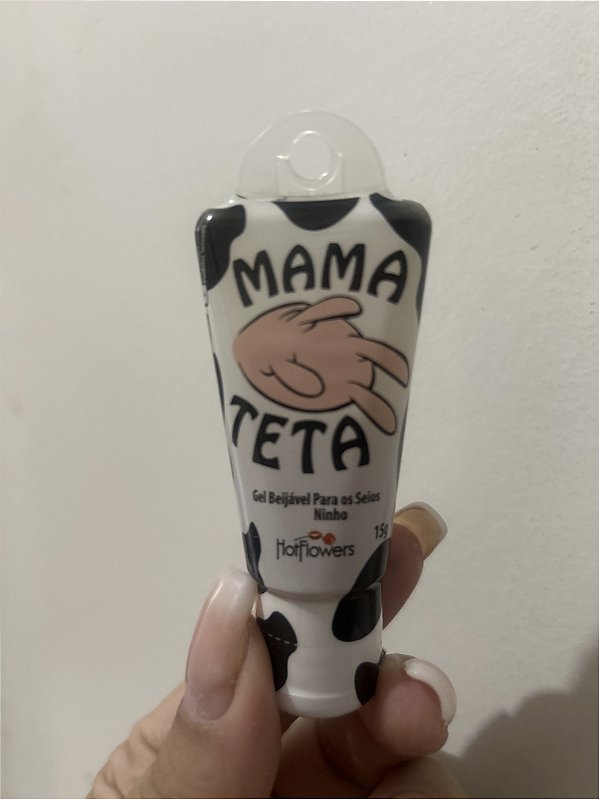 MAMA
TETA
Gel Beijável Para os Seios
Ninho
15g
HotFlowers